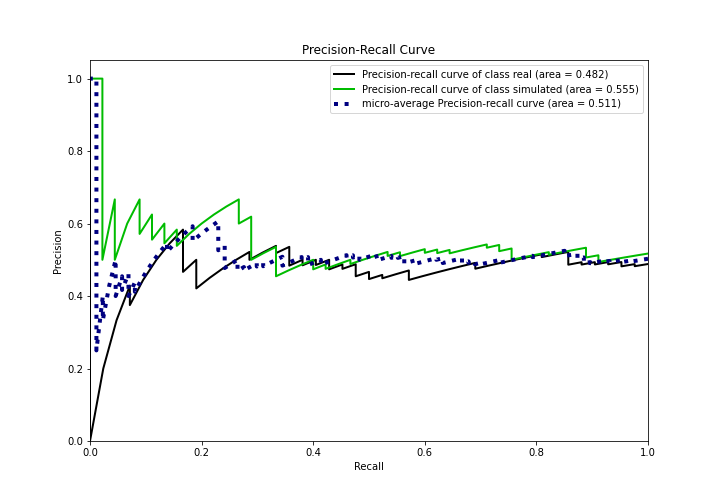 Precision-Recall Curve
Precision-recall curve of class real (area = 0.482)
Precision-recall curve of class simulated (area = 0.555)
micro-average Precision-recall curve (area = 0.511)
Precision
1.0
0.8
0.6
0.4
0.2
0.0
0.0 0.2 0.4 0.6 0.8 1.0
Recall